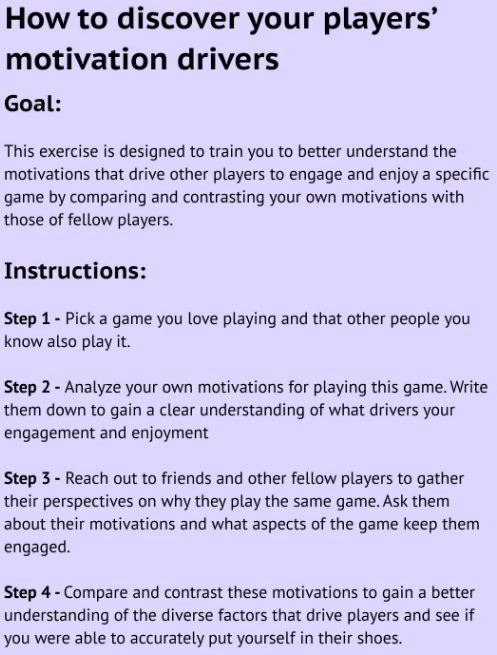 How to discover your players’
motivation drivers
Goal:
This exercise is designed to train you to better understand the
motivations that drive other players to engage and enjoy a specific
game by comparing and contrasting your own motivations with
those of fellow players.
Instructions:
Step 1 - Pick a game you love playing and that other people you
know also play it.
Step 2 - Analyze your own motivations for playing this game. Write
them down to gain a clear understanding of what drivers your
engagement and enjoyment
Step 3 - Reach out to friends and other fellow players to gather
their perspectives on why they play the same game. Ask them
about their motivations and what aspects of the game keep them
engaged.
Step 4 - Compare and contrast these motivations to gain a better
understanding of the diverse factors that drive players and see if
you were able to accurately put yourself in their shoes.